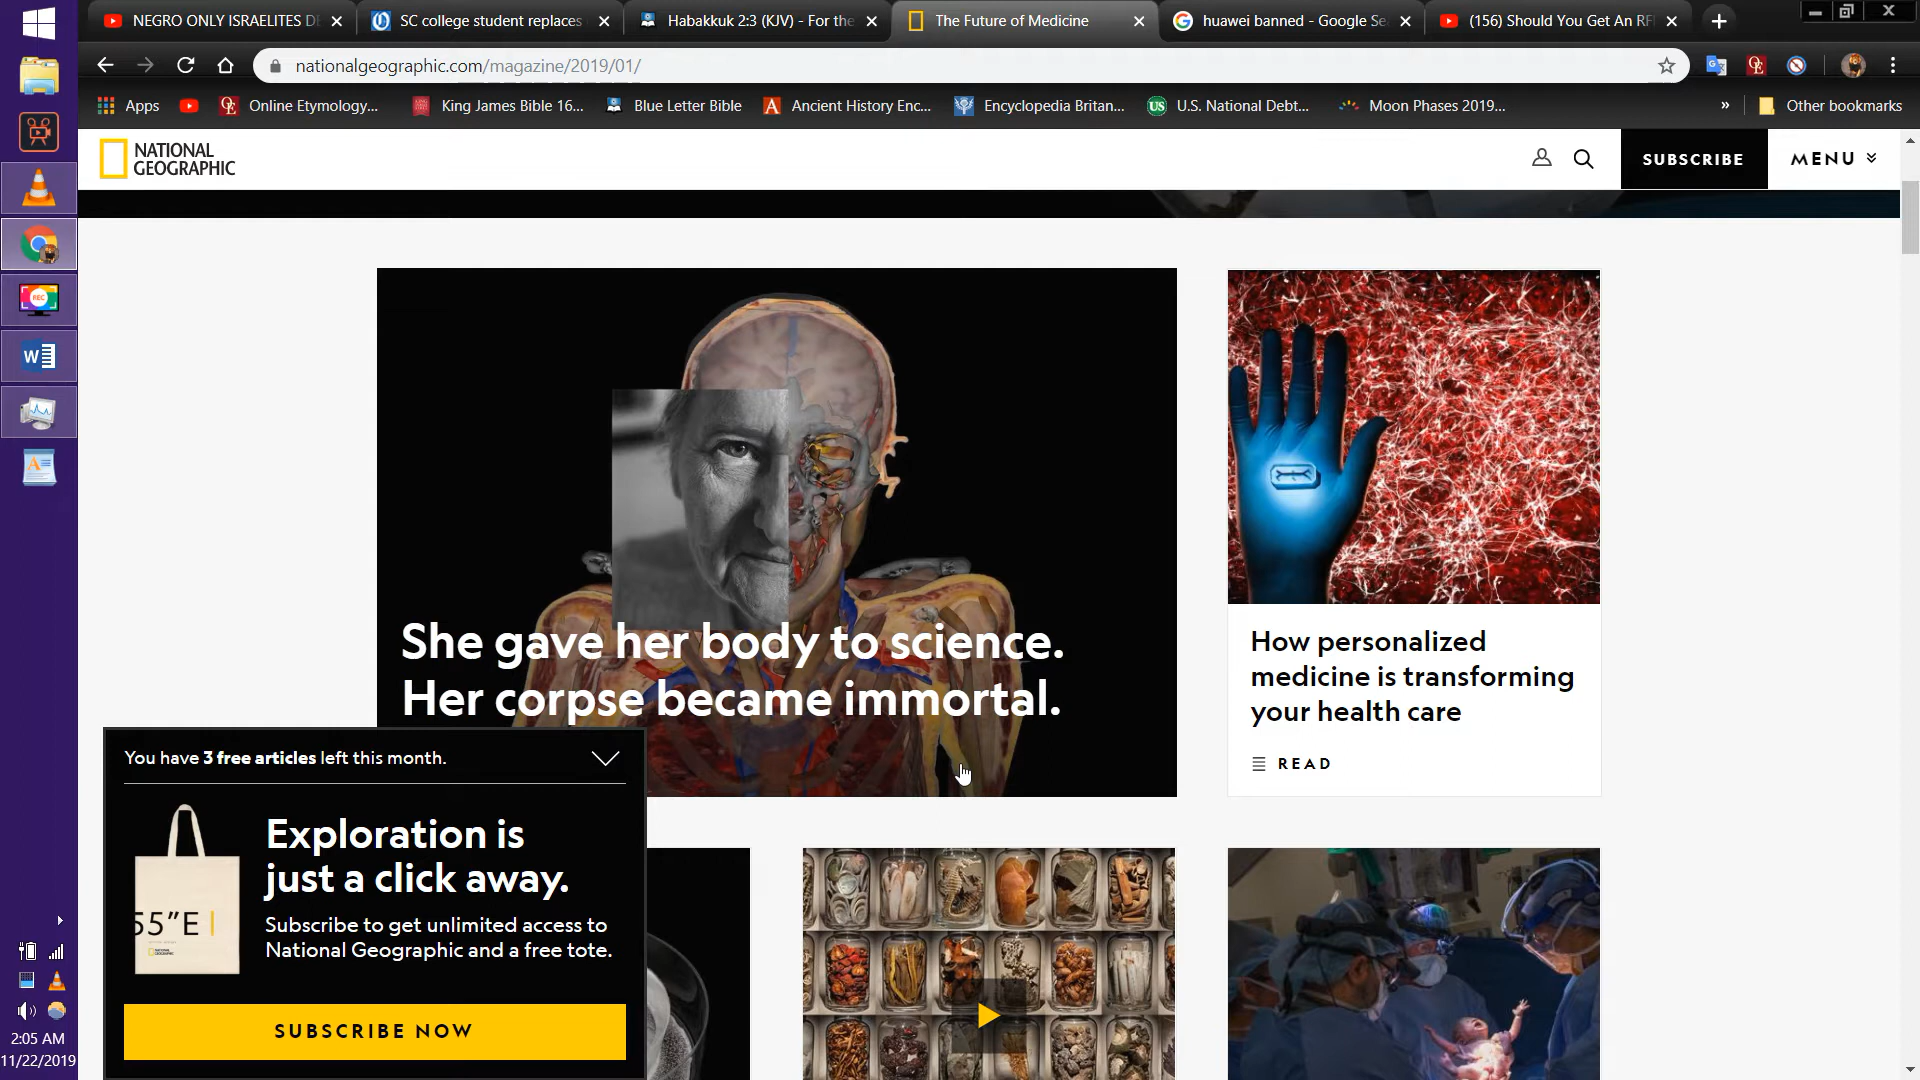 NEGRO ONLY ISRAELITES D
SC college student replaces
Habakkuk 2:3 (KJV) - For the
The Future of Medicine
huawei banned - Google Se
(156) Should You Get An RF
nationalgeographic.com/magazine/2019/01/
Apps
Online Etymology...
King James Bible 16...
Blue Letter Bible
Ancient History Enc...
Encyclopedia Britan...
U.S. National Debt...
Moon Phases 2019...
»
Other bookmarks
NATIONAL
GEOGRAPHIC
SUBSCRIBE
MENU
She gave her body to science.
Her corpse became immortal.
How personalized
medicine is transforming
your health care
READ
You have 3 free articles left this month.
Exploration is
just a click away.
Subscribe to get unlimited access to
National Geographic and a free tote.
55"E
SUBSCRIBE NOW
2:05 AM
11/22/2019